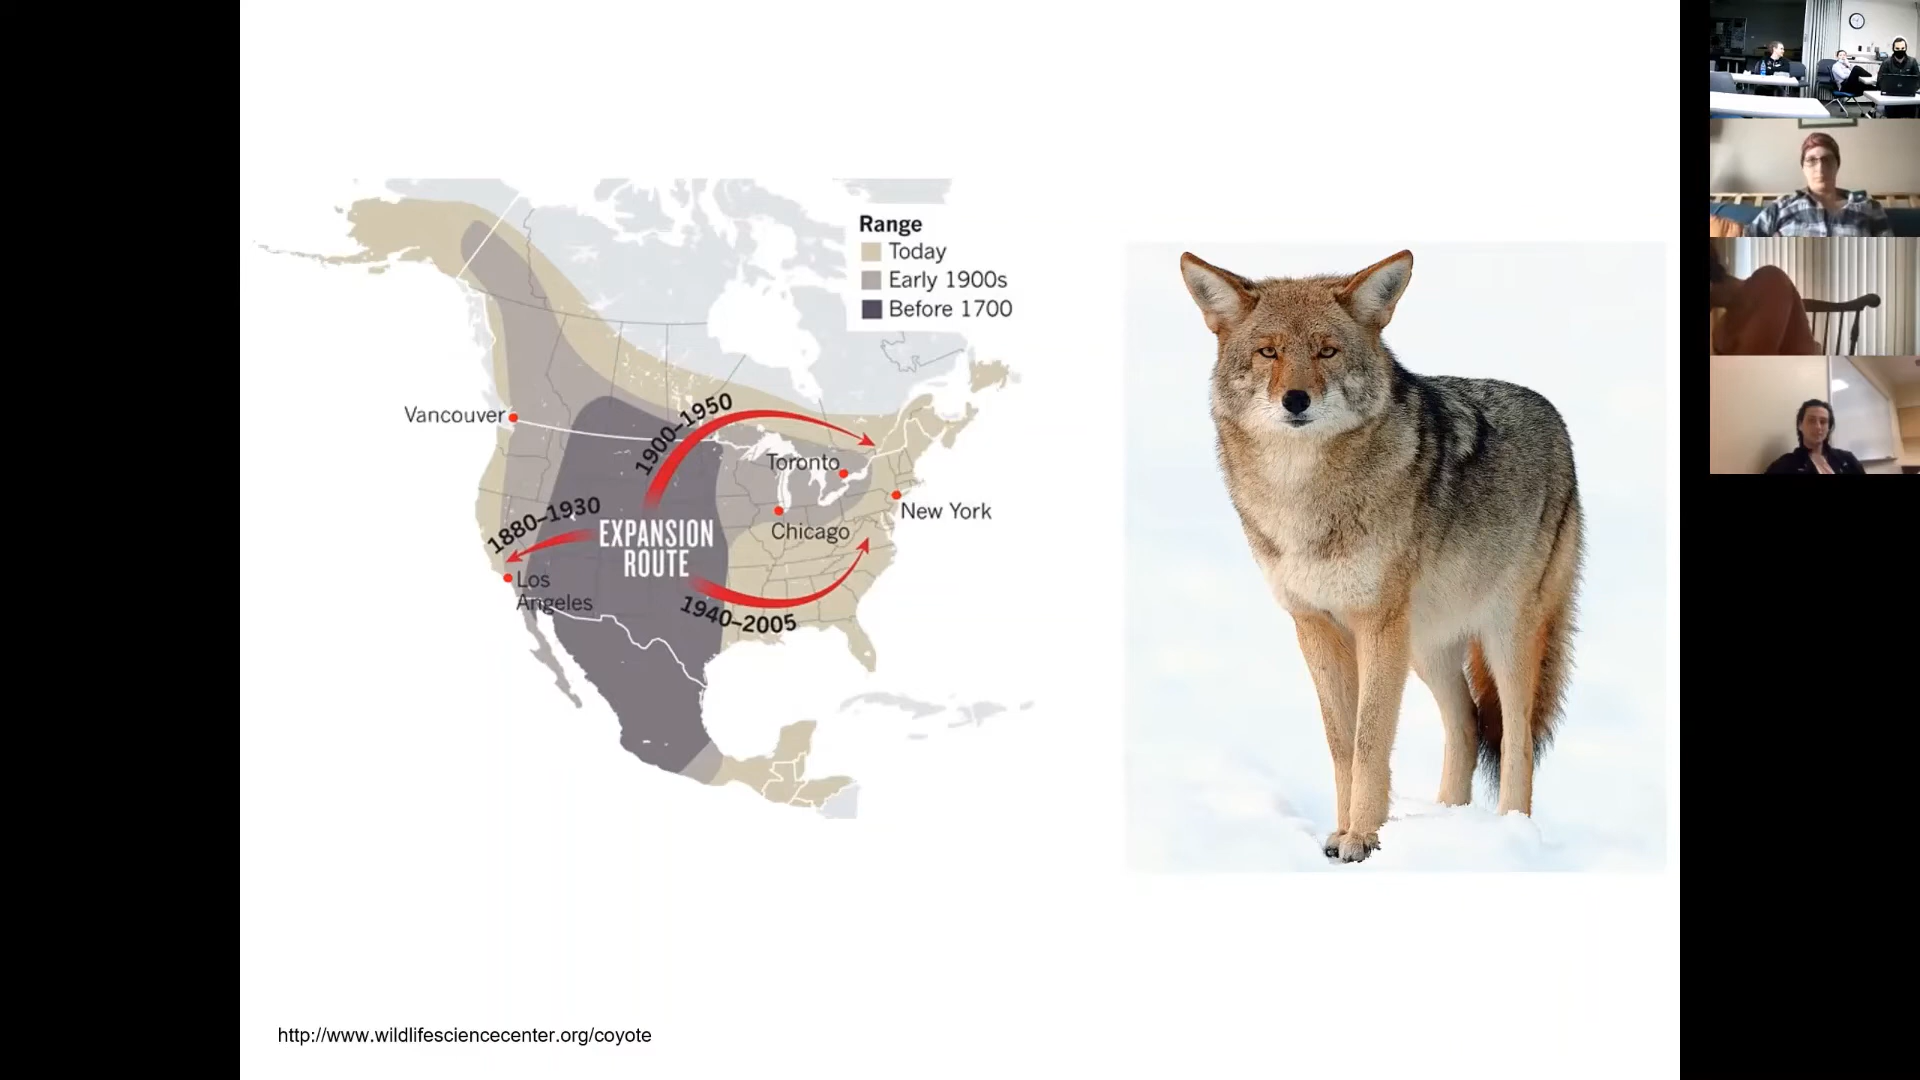 Range
Today
Early 1900s
Before 1700
Vancouver
1900–1950
Toronto
New York
Chicago
1880–1930
EXPANSION
ROUTE
Los
Angeles
1940–2005
http://www.wildlifesciencecenter.org/coyote